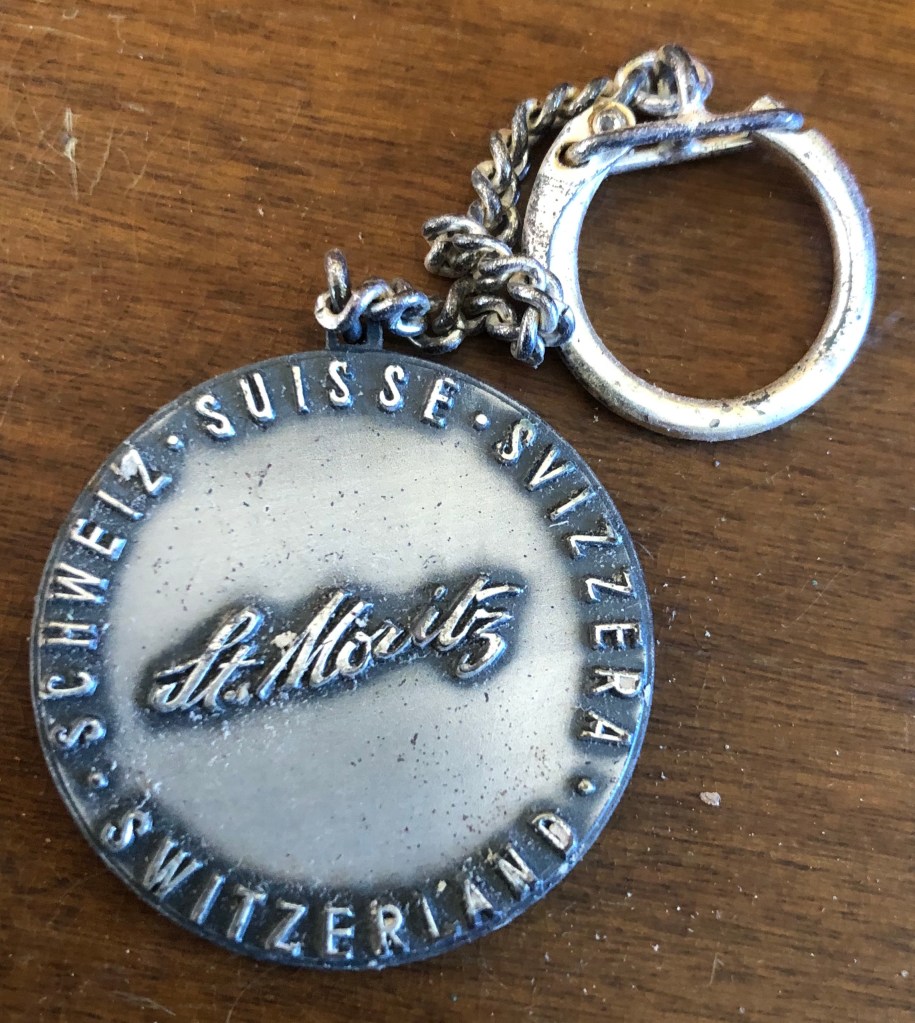 SCHWEIZ · SUISSE · SVIZZERA · SWITZERLAND ·
St. Moritz